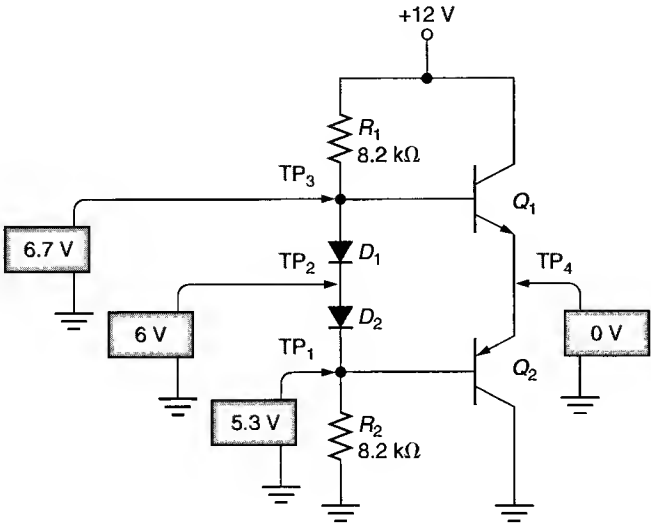 +12 V
R1
8.2 kΩ
TP3
Q1
6.7 V
D1
TP2
TP4
6 V
D2
0 V
TP1
Q2
5.3 V
R2
8.2 kΩ